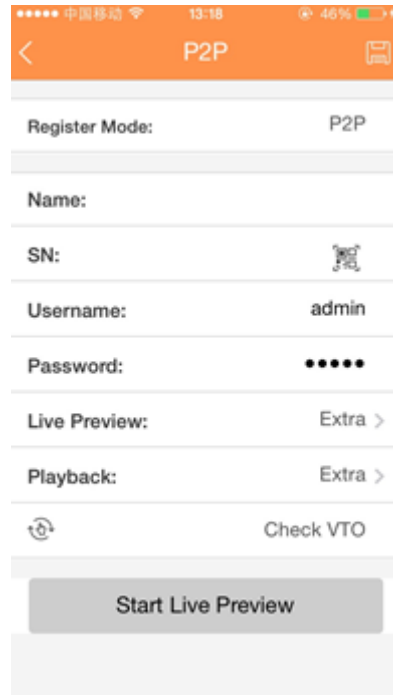 中国移动 13:18 46%
P2P
Register Mode: P2P
Name:
SN:
Username: admin
Password: •••••
Live Preview: Extra >
Playback: Extra >
Check VTO
Start Live Preview